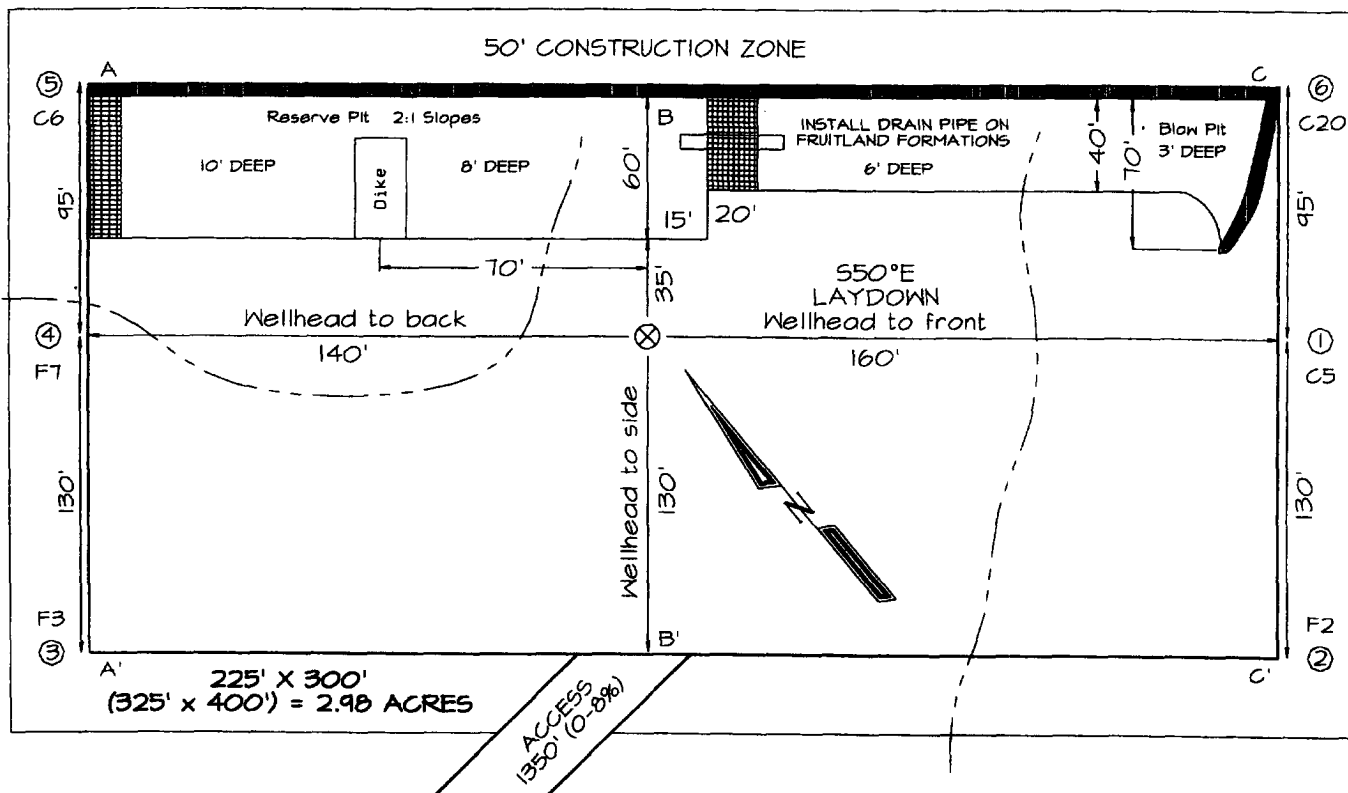 50' CONSTRUCTION ZONE
A
C
⑤
⑥
C6
C20
Reserve Pit 2:1 Slopes
B
INSTALL DRAIN PIPE ON
FRUITLAND FORMATIONS
6' DEEP
Blow Pit
3' DEEP
10' DEEP
8' DEEP
Dike
60'
40'
70'
95'
95'
15'
20'
70'
35'
S50°E
LAYDOWN
Wellhead to back
Wellhead to front
④
①
140'
160'
F7
C5
Wellhead to side
130'
130'
130'
N
F3
F2
③
②
A'
B'
C'
225' X 300'
(325' x 400') = 2.98 ACRES
ACCESS
1350' (0-8%)